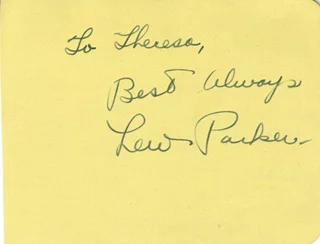 To Theresa,
Best Always
Lew Parker